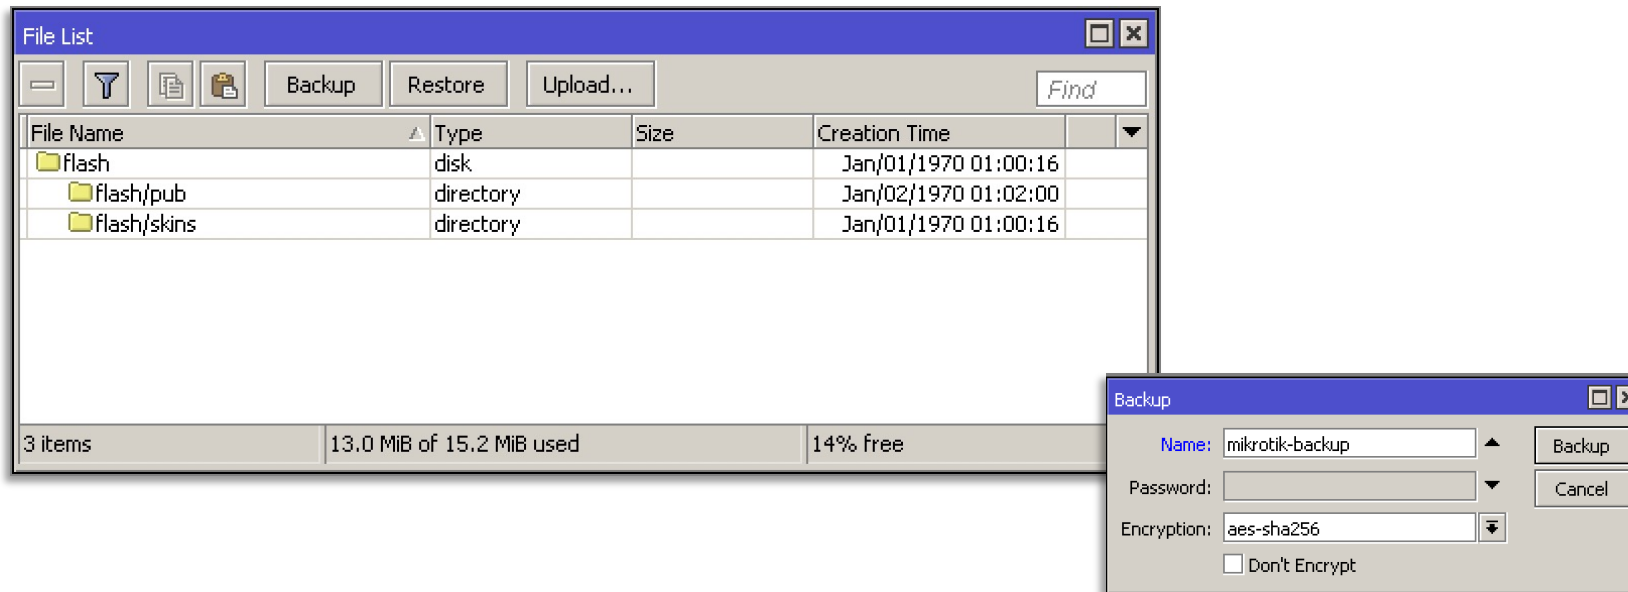 File List
Backup Restore Upload... Find
File Name Type Size Creation Time
flash disk Jan/01/1970 01:00:16
flash/pub directory Jan/02/1970 01:02:00
flash/skins directory Jan/01/1970 01:00:16
3 items 13.0 MiB of 15.2 MiB used 14% free
Backup
Name: mikrotik-backup Backup
Password: Cancel
Encryption: aes-sha256
Don't Encrypt